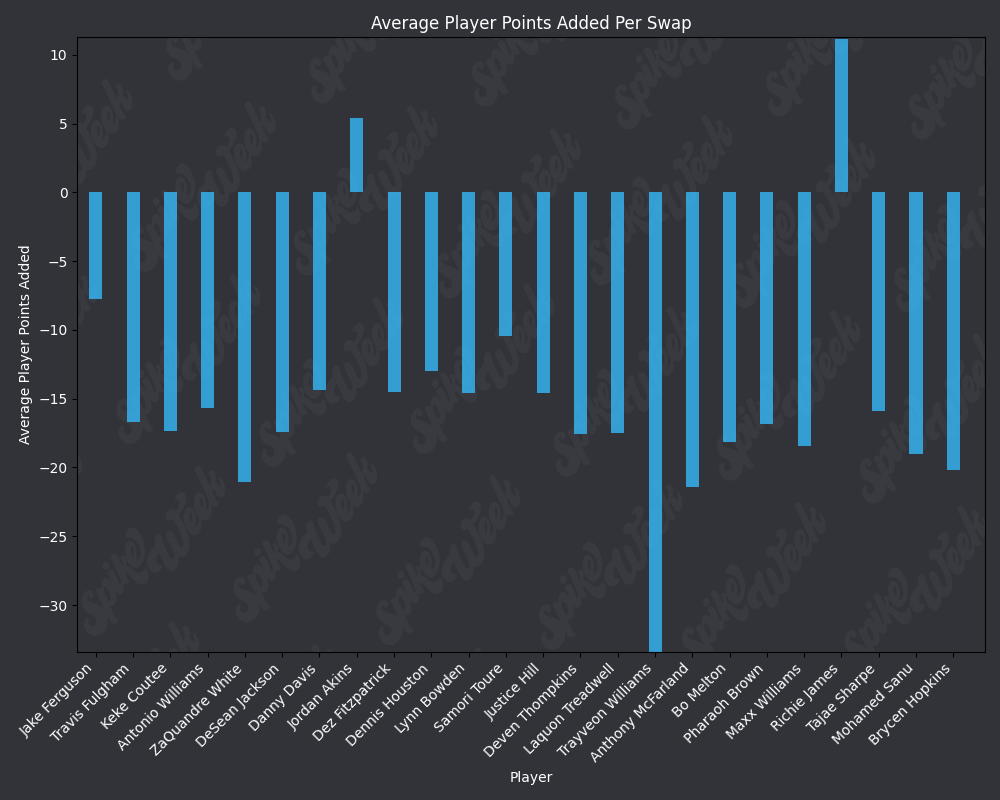 Average Player Points Added Per Swap
Average Player Points Added
10
5
0
−5
−10
−15
−20
−25
−30
Jake Ferguson
Travis Fulgham
Keke Coutee
Antonio Williams
ZaQuandre White
DeSean Jackson
Danny Davis
Jordan Akins
Dez Fitzpatrick
Dennis Houston
Lynn Bowden
Samori Toure
Justice Hill
Deven Thompkins
Laquon Treadwell
Trayveon Williams
Anthony McFarland
Bo Melton
Pharaoh Brown
Maxx Williams
Richie James
Tajae Sharpe
Mohamed Sanu
Brycen Hopkins
Player
Spike Week